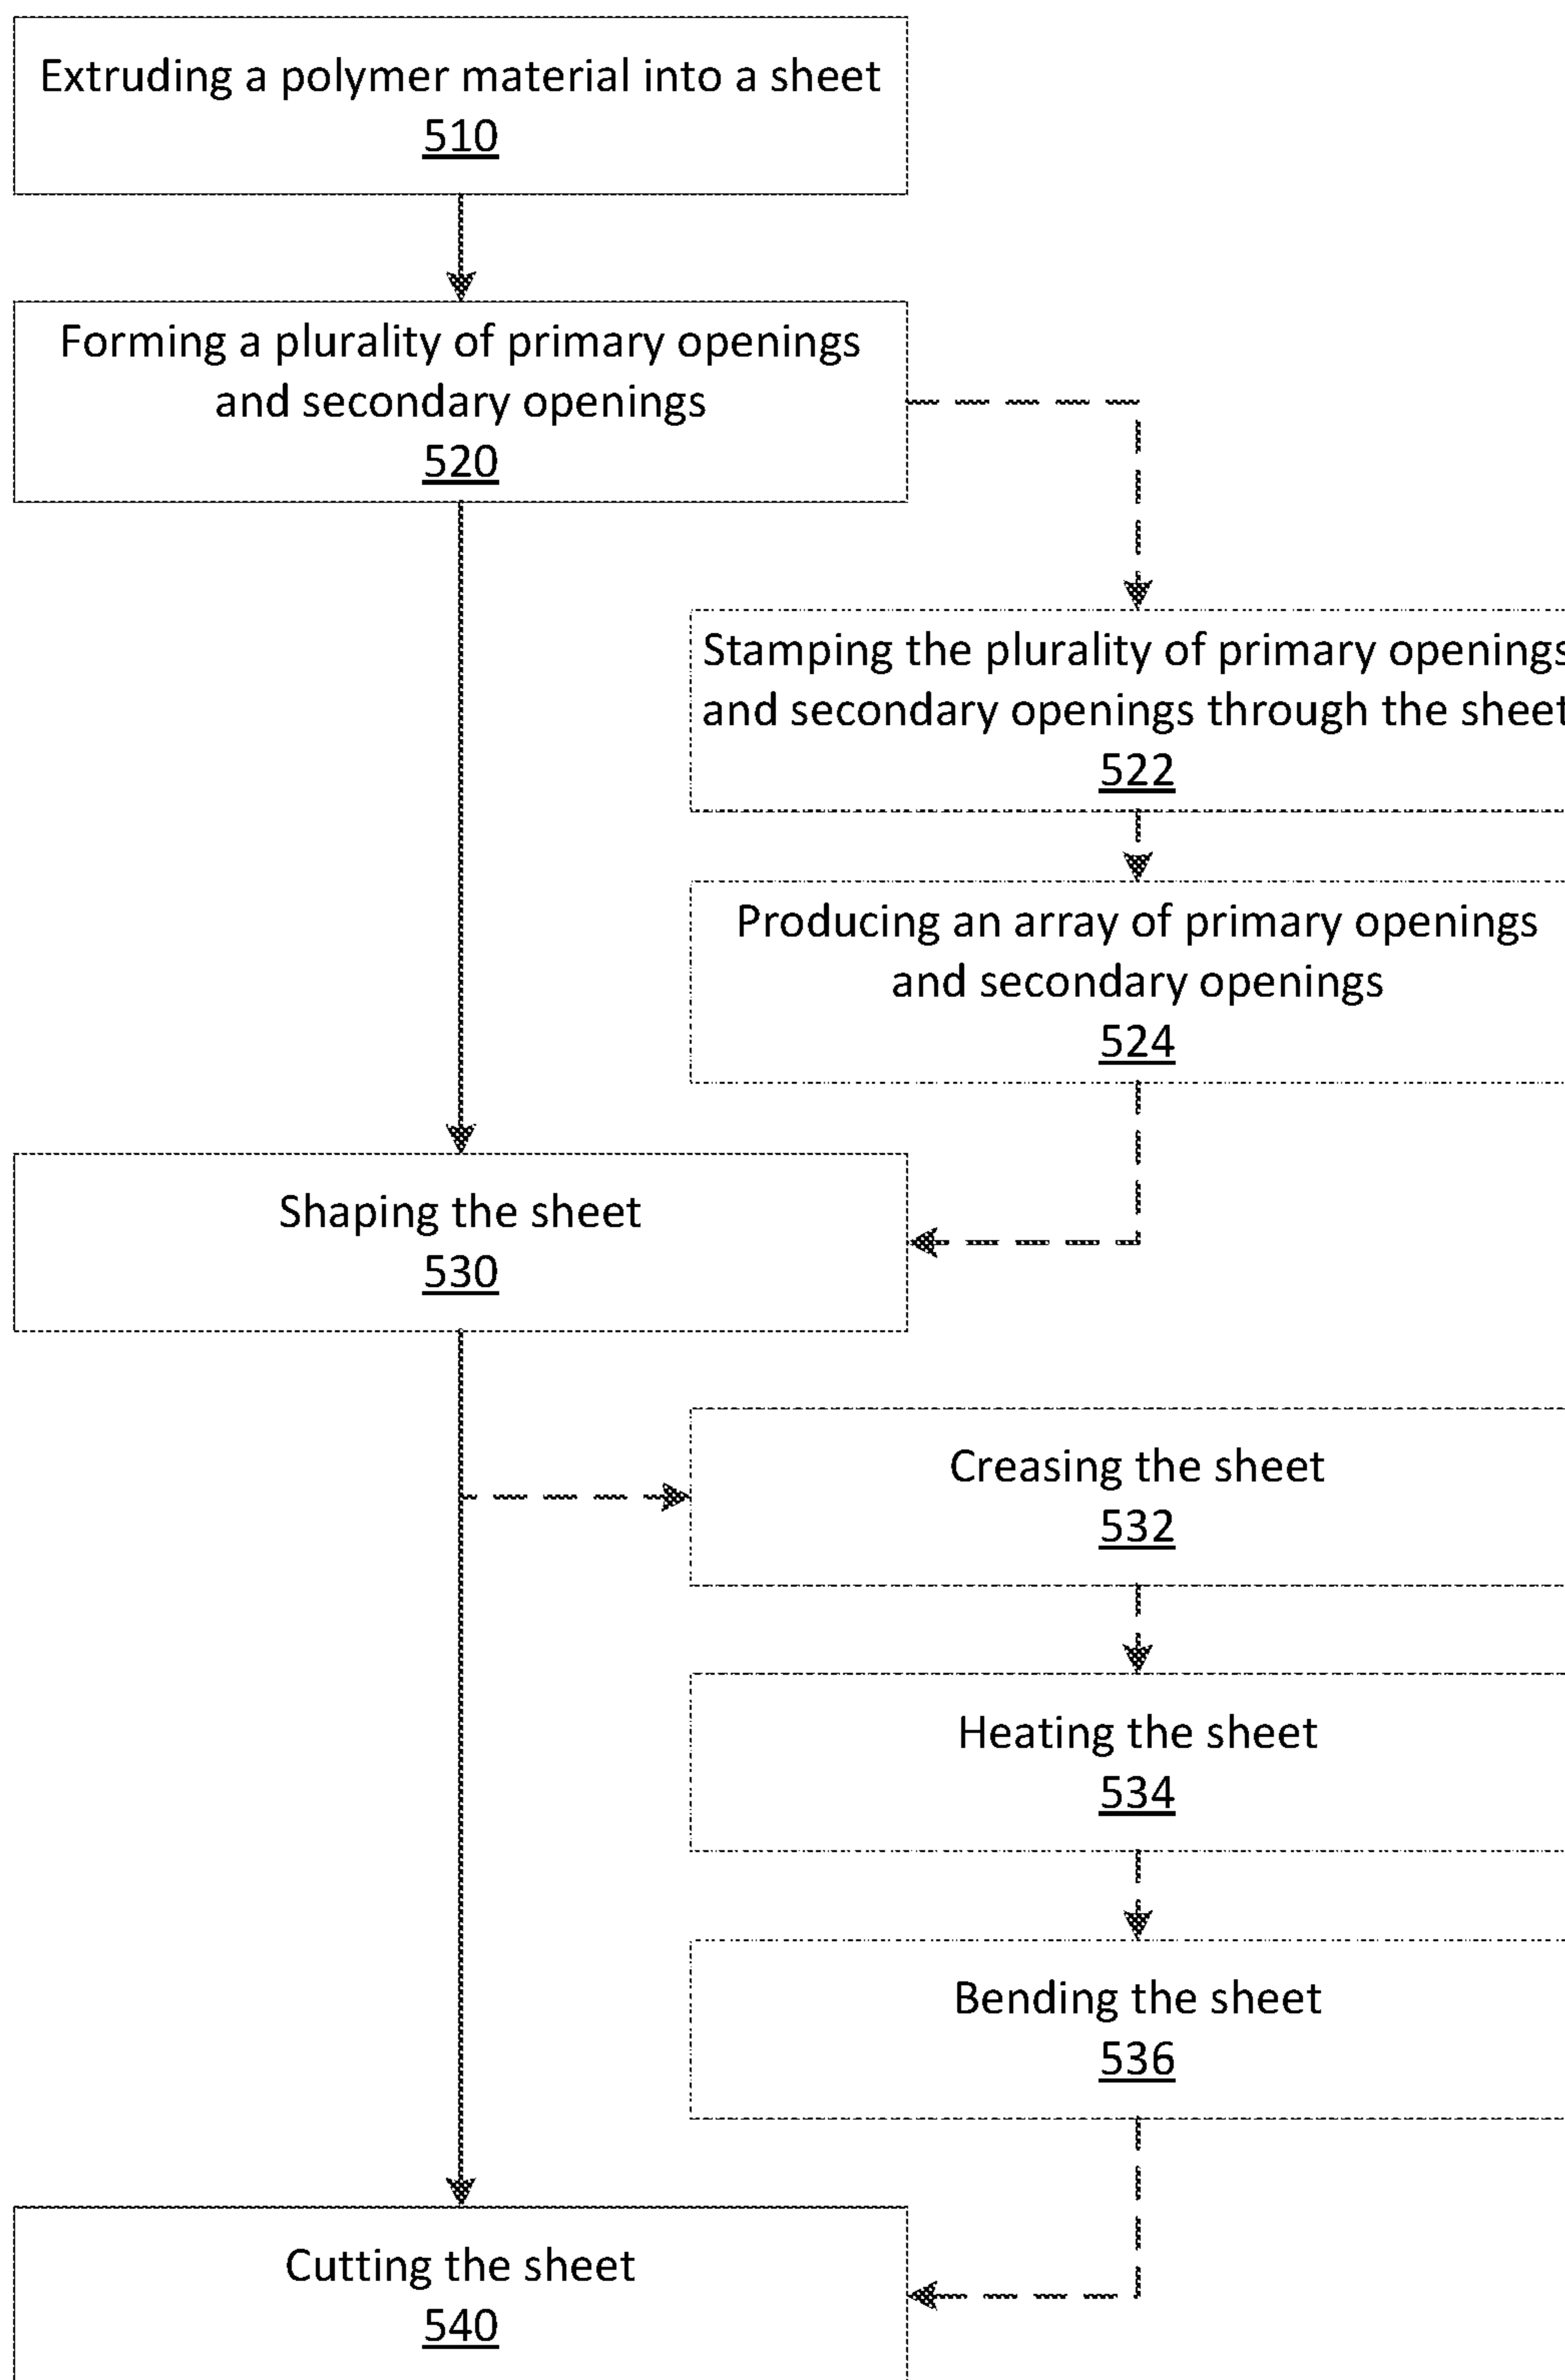 Extruding a polymer material into a sheet
510
Forming a plurality of primary openings
and secondary openings
520
Stamping the plurality of primary openings
and secondary openings through the sheet
522
Producing an array of primary openings
and secondary openings
524
Shaping the sheet
530
Creasing the sheet
532
Heating the sheet
534
Bending the sheet
536
Cutting the sheet
540